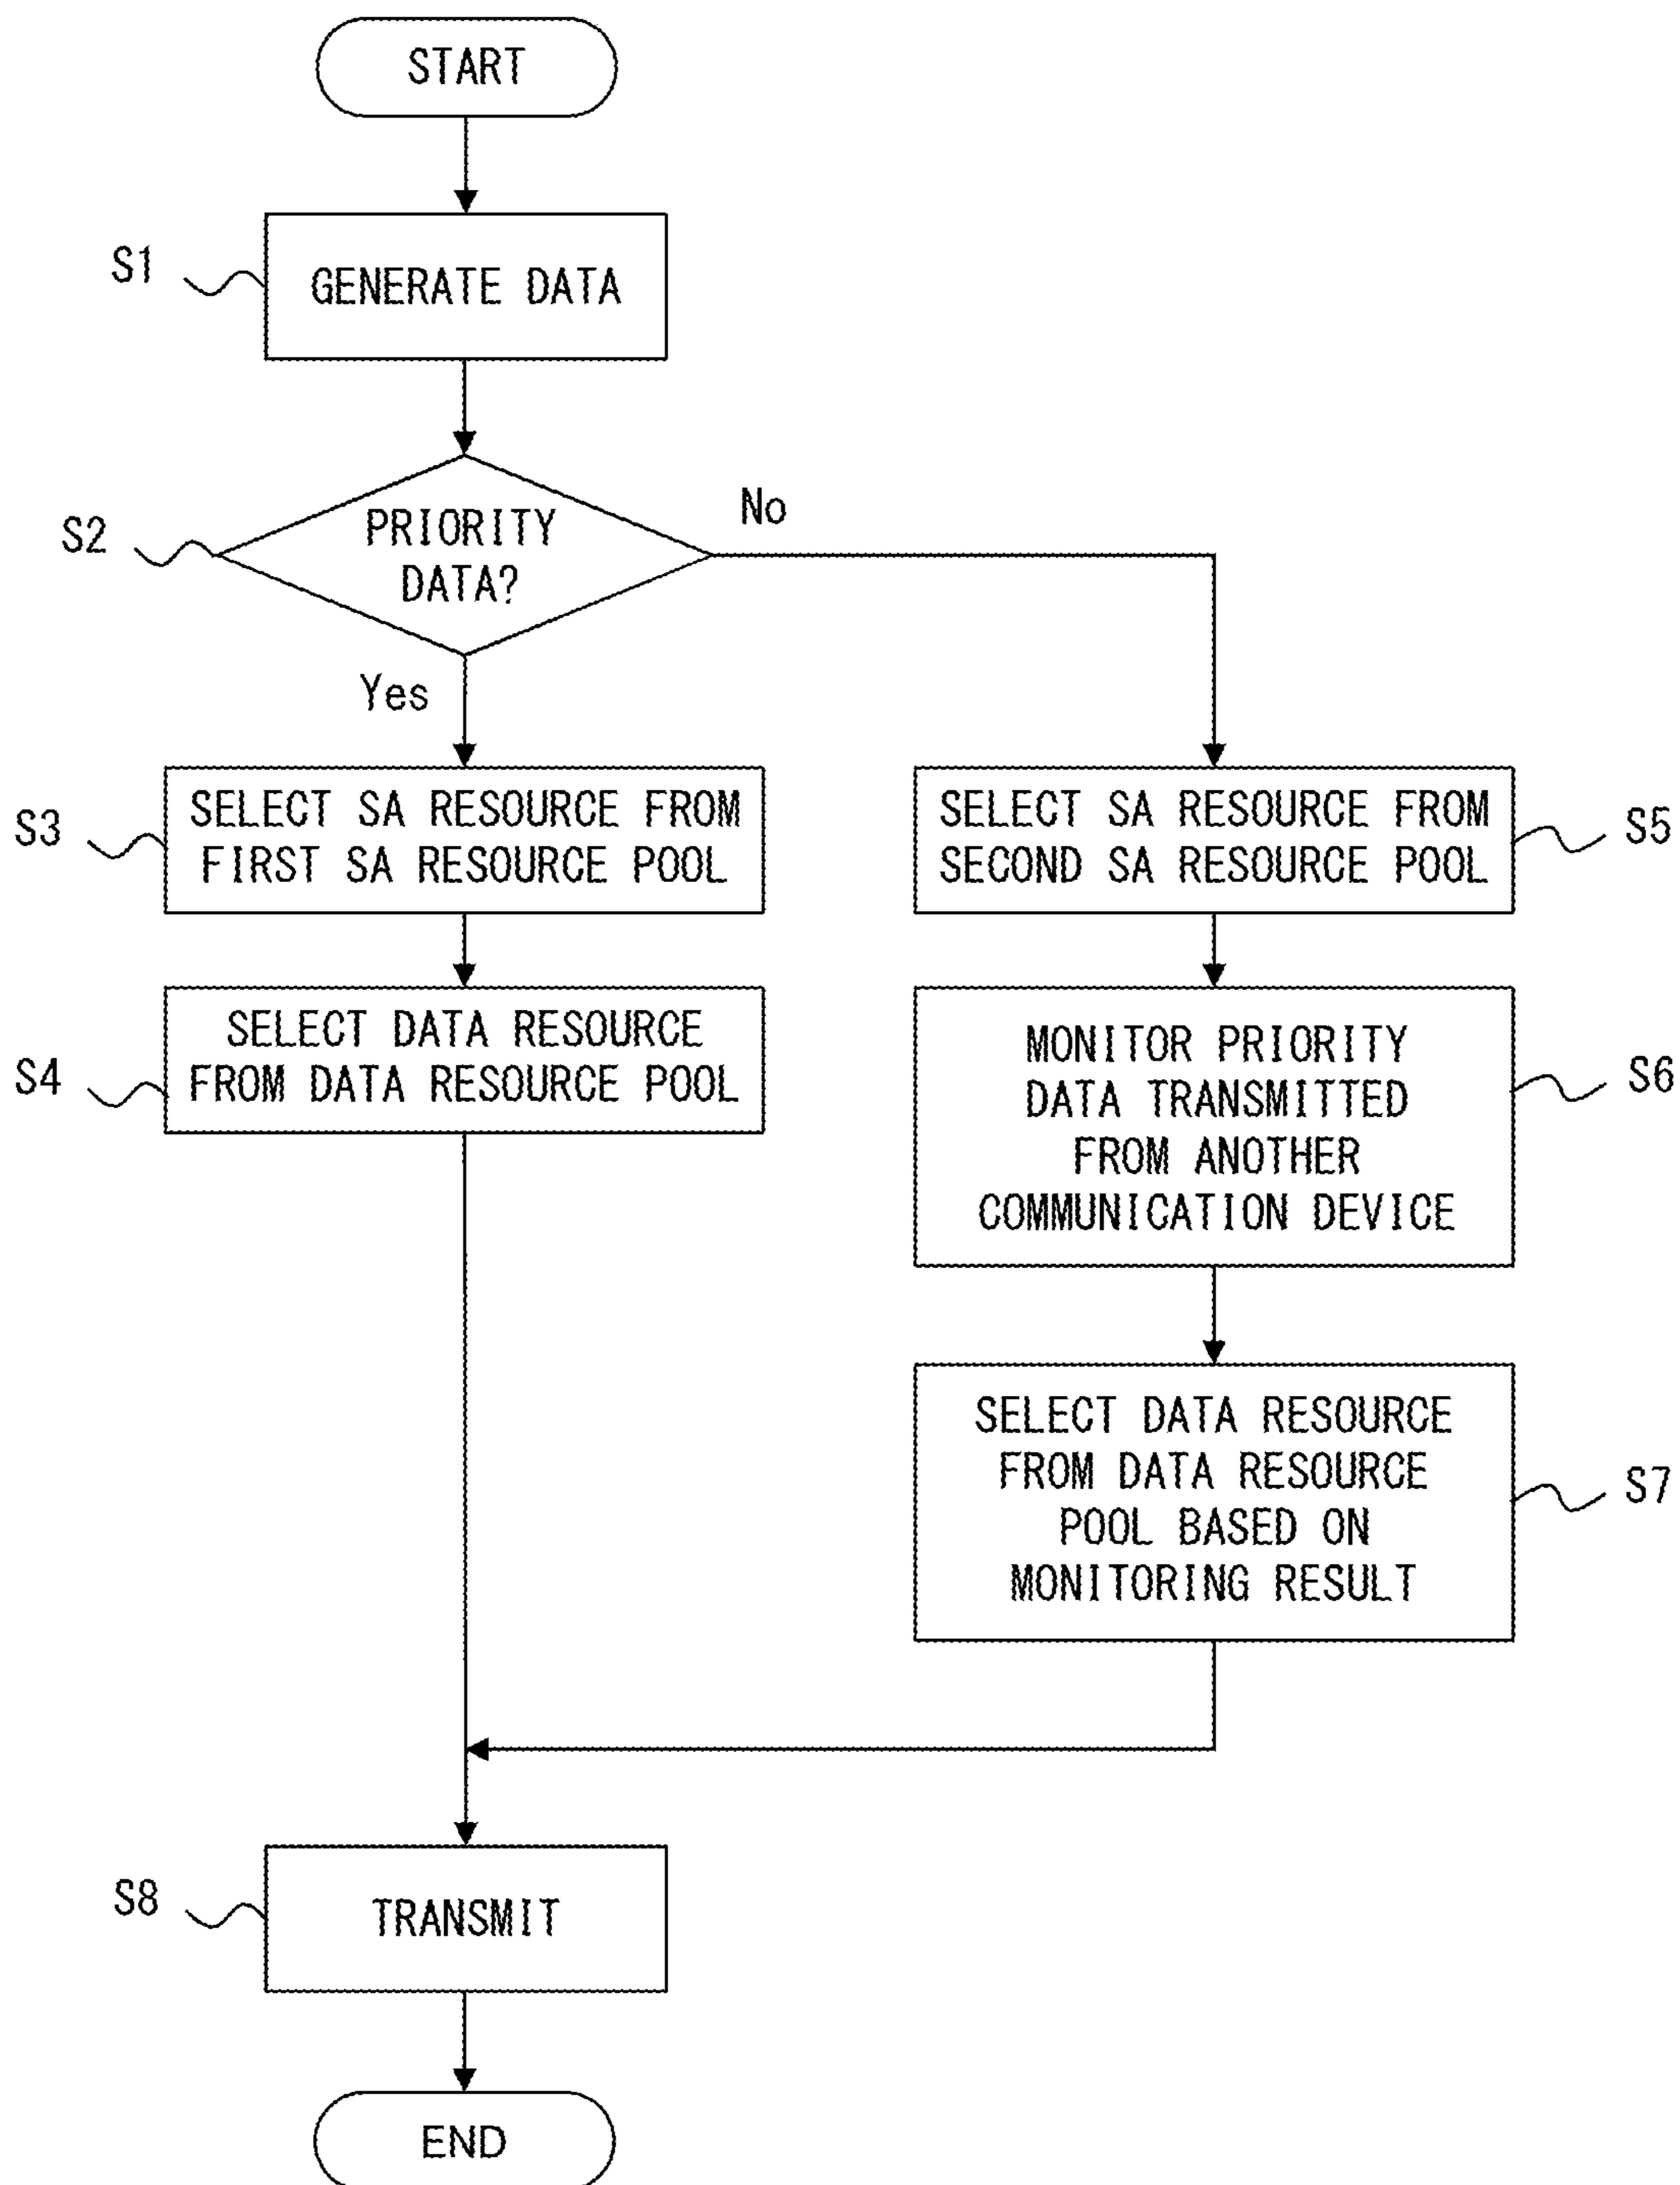 START
S1
GENERATE DATA
S2
PRIORITY
DATA?
No
Yes
S3
SELECT SA RESOURCE FROM
FIRST SA RESOURCE POOL
S4
SELECT DATA RESOURCE
FROM DATA RESOURCE POOL
SELECT SA RESOURCE FROM
SECOND SA RESOURCE POOL
S5
MONITOR PRIORITY
DATA TRANSMITTED
FROM ANOTHER
COMMUNICATION DEVICE
S6
SELECT DATA RESOURCE
FROM DATA RESOURCE
POOL BASED ON
MONITORING RESULT
S7
S8
TRANSMIT
END